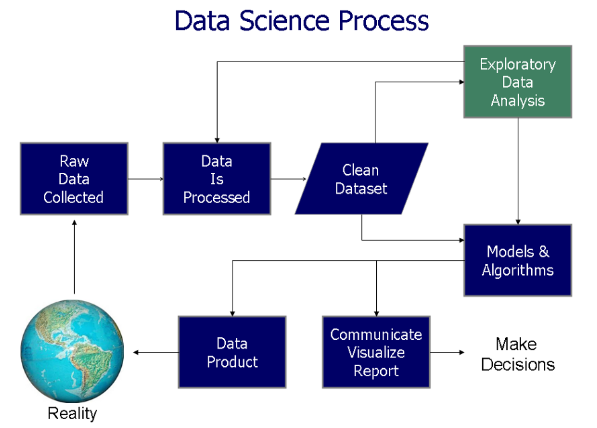 Data Science Process
Exploratory
Data
Analysis
Raw
Data
Collected
Data
Is
Processed
Clean
Dataset
Models &
Algorithms
Data
Product
Communicate
Visualize
Report
Make
Decisions
Reality